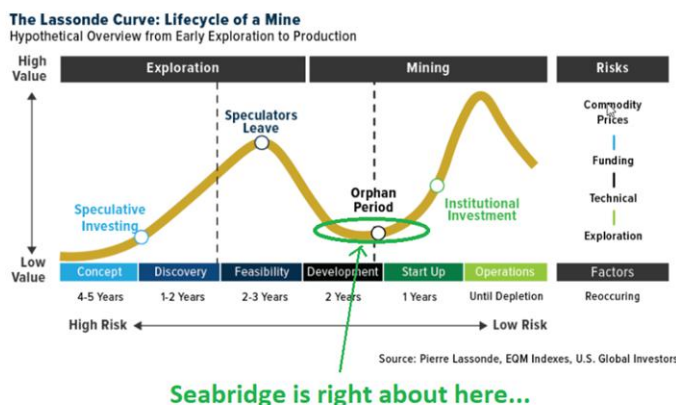 The Lassonde Curve: Lifecycle of a Mine
Hypothetical Overview from Early Exploration to Production
High
Value
Exploration
Mining
Risks
Speculators
Leave
Commodity
Prices
Funding
Technical
Exploration
Orphan
Period
Institutional
Investment
Speculative
Investing
Low
Value
Concept
Discovery
Feasibility
Development
Start Up
Operations
Factors
4-5 Years
1-2 Years
2-3 Years
2 Years
1 Years
Until Depletion
Reoccuring
High Risk
Low Risk
Source: Pierre Lassonde, EQM Indexes, U.S. Global Investors
Seabridge is right about here...